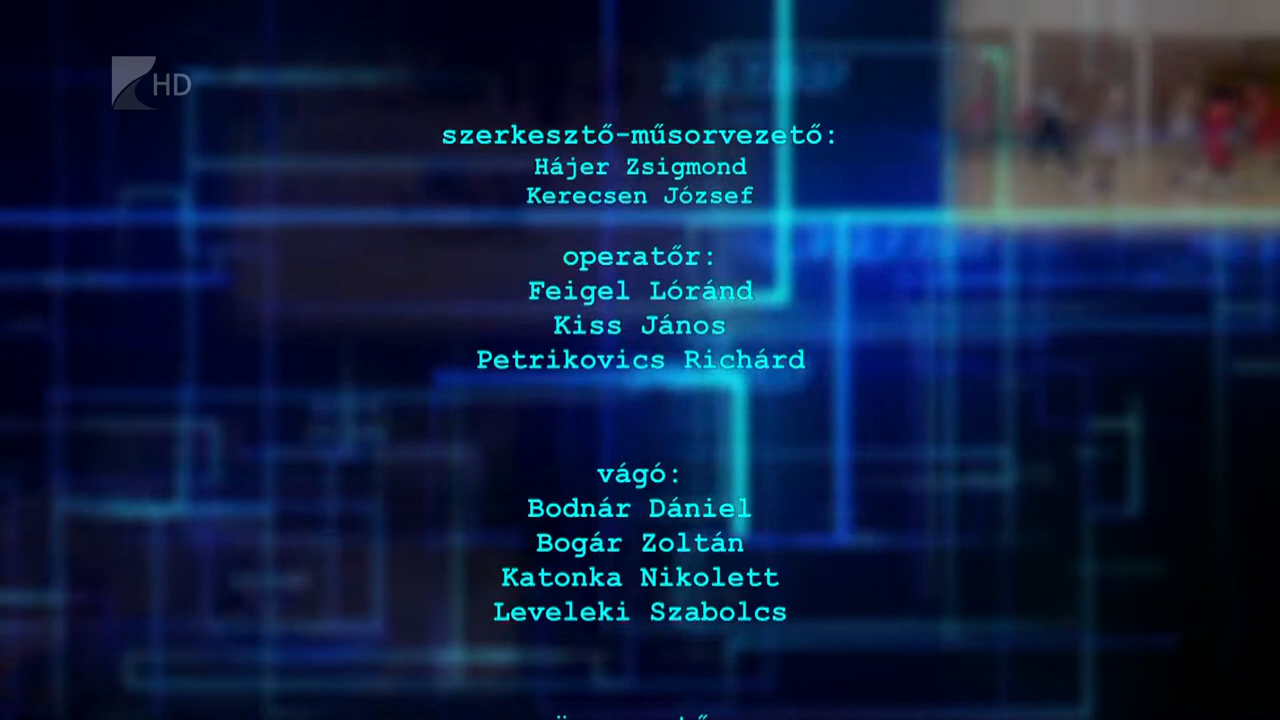 HD
szerkesztő-műsorvezető:
Hájer Zsigmond
Kerecsen József
operatőr:
Feigel Lóránd
Kiss János
Petrikovics Richárd
vágó:
Bodnár Dániel
Bogár Zoltán
Katonka Nikolett
Leveleki Szabolcs